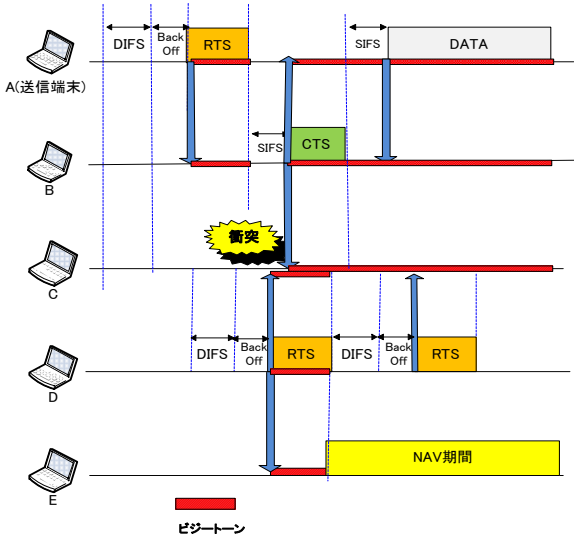 DIFS
Back
Off
RTS
SIFS
DATA
A(送信端末)
SIFS
CTS
B
衝突
C
DIFS
Back
Off
RTS
DIFS
Back
Off
RTS
D
NAV期間
E
ビジートーン